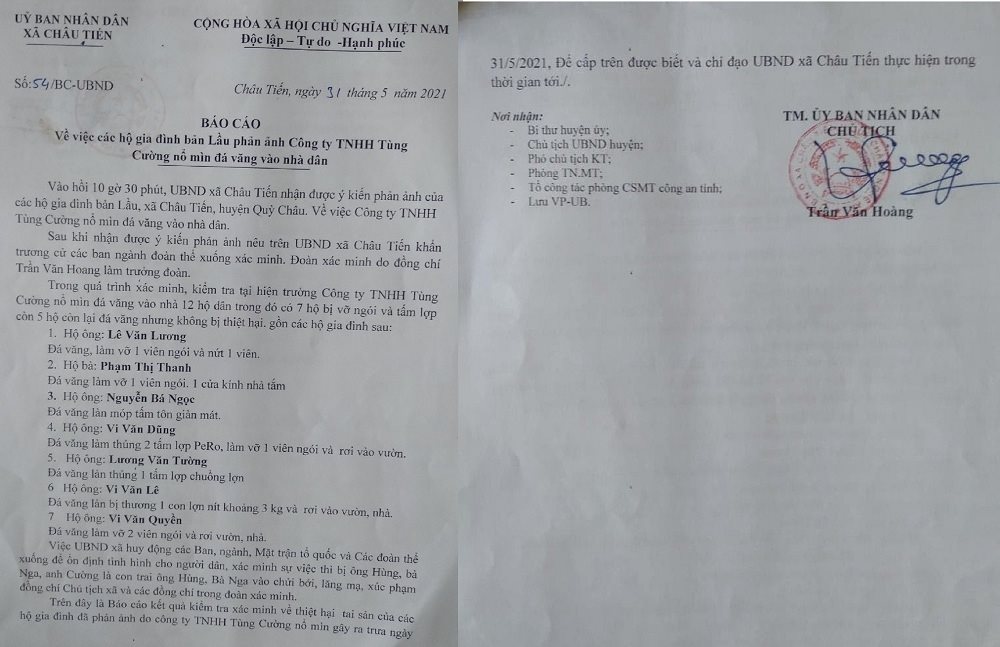 UỶ BAN NHÂN DÂN
XÃ CHÂU TIẾN
CỘNG HÒA XÃ HỘI CHỦ NGHĨA VIỆT NAM
Độc lập – Tự do -Hạnh phúc
Số:54/BC-UBND
Châu Tiến, ngày 31 tháng 5 năm 2021
BÁO CÁO
Về việc các hộ gia đình bản Lầu phản ảnh Công ty TNHH Tùng
Cường nổ mìn đá văng vào nhà dân
Vào hồi 10 gờ 30 phút, UBND xã Châu Tiến nhận được ý kiến phản ảnh của
các hộ gia đình bản Lầu, xã Châu Tiến, huyện Quỳ Châu. Về việc Công ty TNHH
Tùng Cường nổ mìn đá văng vào nhà dân.
Sau khi nhận được ý kiến phản ánh nêu trên UBND xã Châu Tiến khẩn
trương cử các ban ngành đoàn thể xuống xác minh. Đoàn xác minh do đồng chí
Trần Văn Hoang làm trưởng đoàn.
Trong quá trình xác minh, kiểm tra tại hiện trường Công ty TNHH Tùng
Cường nổ mìn đá văng vào nhà 12 hộ dân trong đó có 7 hộ bị vỡ ngói và tấm lợp
còn 5 hộ còn lại đá văng nhưng không bị thiệt hại. gồn các hộ gia đình sau:
1. Hộ ông: Lê Văn Lương
Đá văng, làm vỡ 1 viên ngói và nứt 1 viên.
2. Hộ bà: Phạm Thị Thanh
Đá văng làm vỡ 1 viên ngói. 1 cửa kính nhà tắm
3. Hộ ông: Nguyễn Bá Ngọc
Đá văng làn móp tấm tôn giàn mát.
4. Hộ ông: Vi Văn Dũng
Đá văng làm thủng 2 tấm lợp PeRo, làm vỡ 1 viên ngói và rơi vào vườn.
5. Hộ ông: Lương Văn Tường
Đá văng làn thủng 1 tấm lợp chuồng lợn
6 Hộ ông: Vi Văn Lê
Đá văng làn bị thương 1 con lợn nít khoảng 3 kg và rơi vào vườn, nhà.
7 Hộ ông: Vi Văn Quyền
Đá văng làm vỡ 2 viên ngói và rơi vườn, nhà.
Việc UBND xã huy động các Ban, ngành, Mặt trận tổ quốc và Các đoàn thể
xuống để ổn định tình hình cho người dân, xác minh sự việc thì bị ông Hùng, bà
Nga, anh Cường là con trai ông Hùng, Bà Nga vào chửi bới, lăng mạ, xúc phạm
đồng chí Chủ tịch xã và các đồng chí trong đoàn xác minh.
Trên đây là Báo cáo kết quả kiểm tra xác minh về thiệt hại tai sản của các
hộ gia đình đã phản ánh do công ty TNHH Tùng Cường nổ mìn gây ra trưa ngày
31/5/2021, Để cấp trên được biết và chỉ đạo UBND xã Châu Tiến thực hiện trong
thời gian tới./.
Nơi nhận:
- Bí thư huyện ủy;
- Chủ tịch UBND huyện;
- Phó chủ tịch KT;
- Phòng TN.MT;
- Tổ công tác phòng CSMT công an tỉnh;
- Lưu VP-UB.
TM. ỦY BAN NHÂN DÂN
CHỦ TỊCH
Trần Văn Hoàng